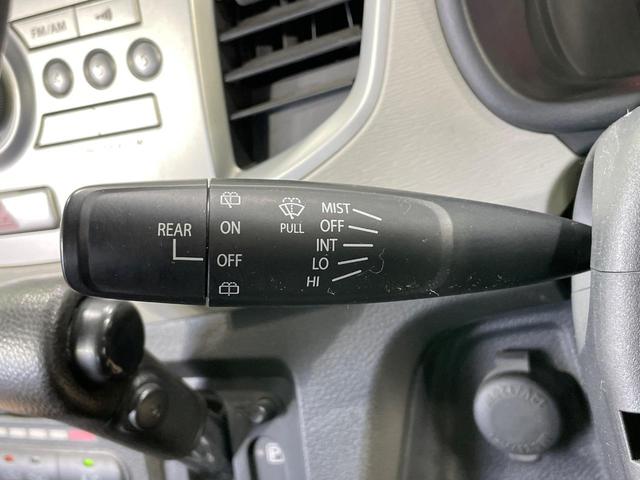 FM/AM
REAR
ON
OFF
PULL
MIST
OFF
INT
LO
HI
P